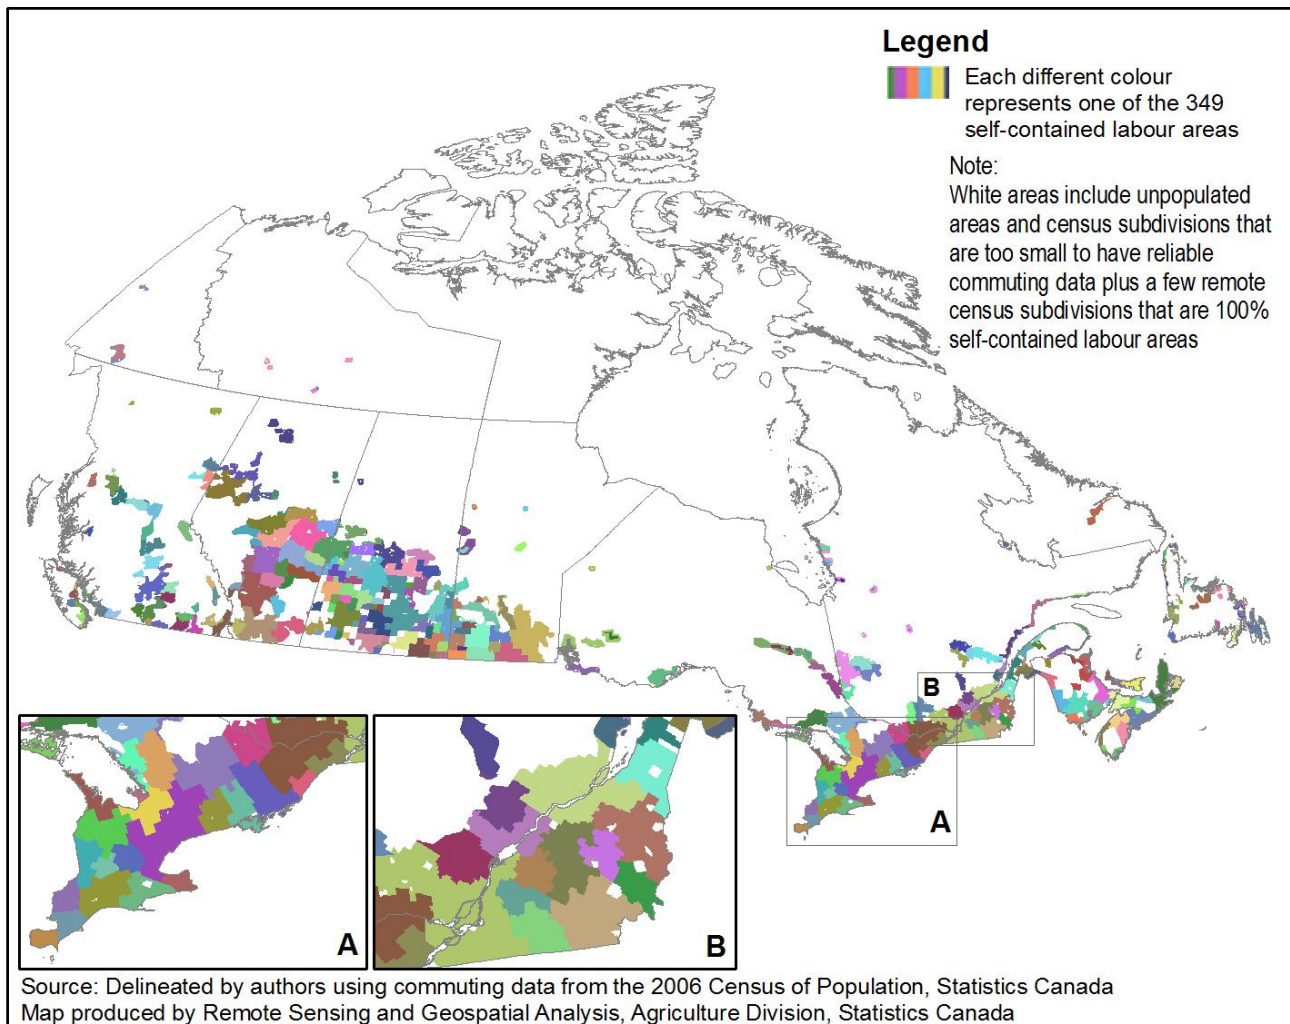 Legend
Each different colour
represents one of the 349
self-contained labour areas
Note:
White areas include unpopulated
areas and census subdivisions that
are too small to have reliable
commuting data plus a few remote
census subdivisions that are 100%
self-contained labour areas
B
A
A
B
Source: Delineated by authors using commuting data from the 2006 Census of Population, Statistics Canada
Map produced by Remote Sensing and Geospatial Analysis, Agriculture Division, Statistics Canada